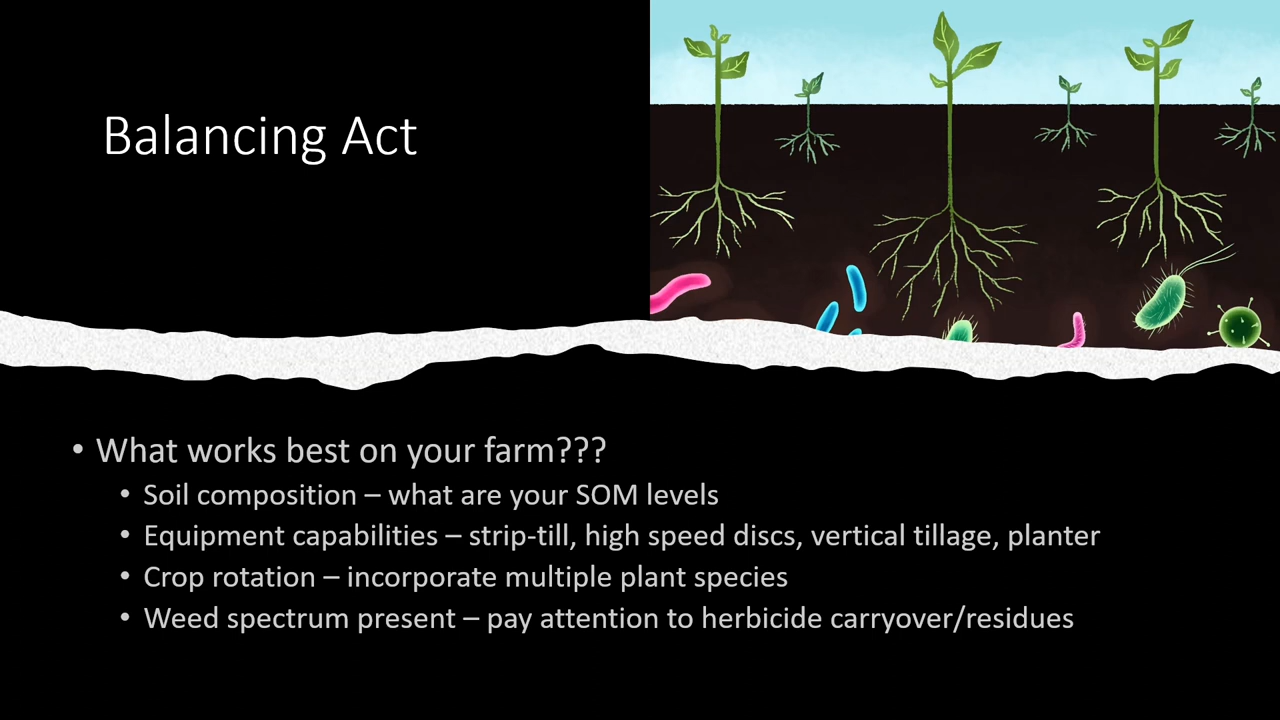 Balancing Act
• What works best on your farm???
• Soil composition – what are your SOM levels
• Equipment capabilities – strip-till, high speed discs, vertical tillage, planter
• Crop rotation – incorporate multiple plant species
• Weed spectrum present – pay attention to herbicide carryover/residues